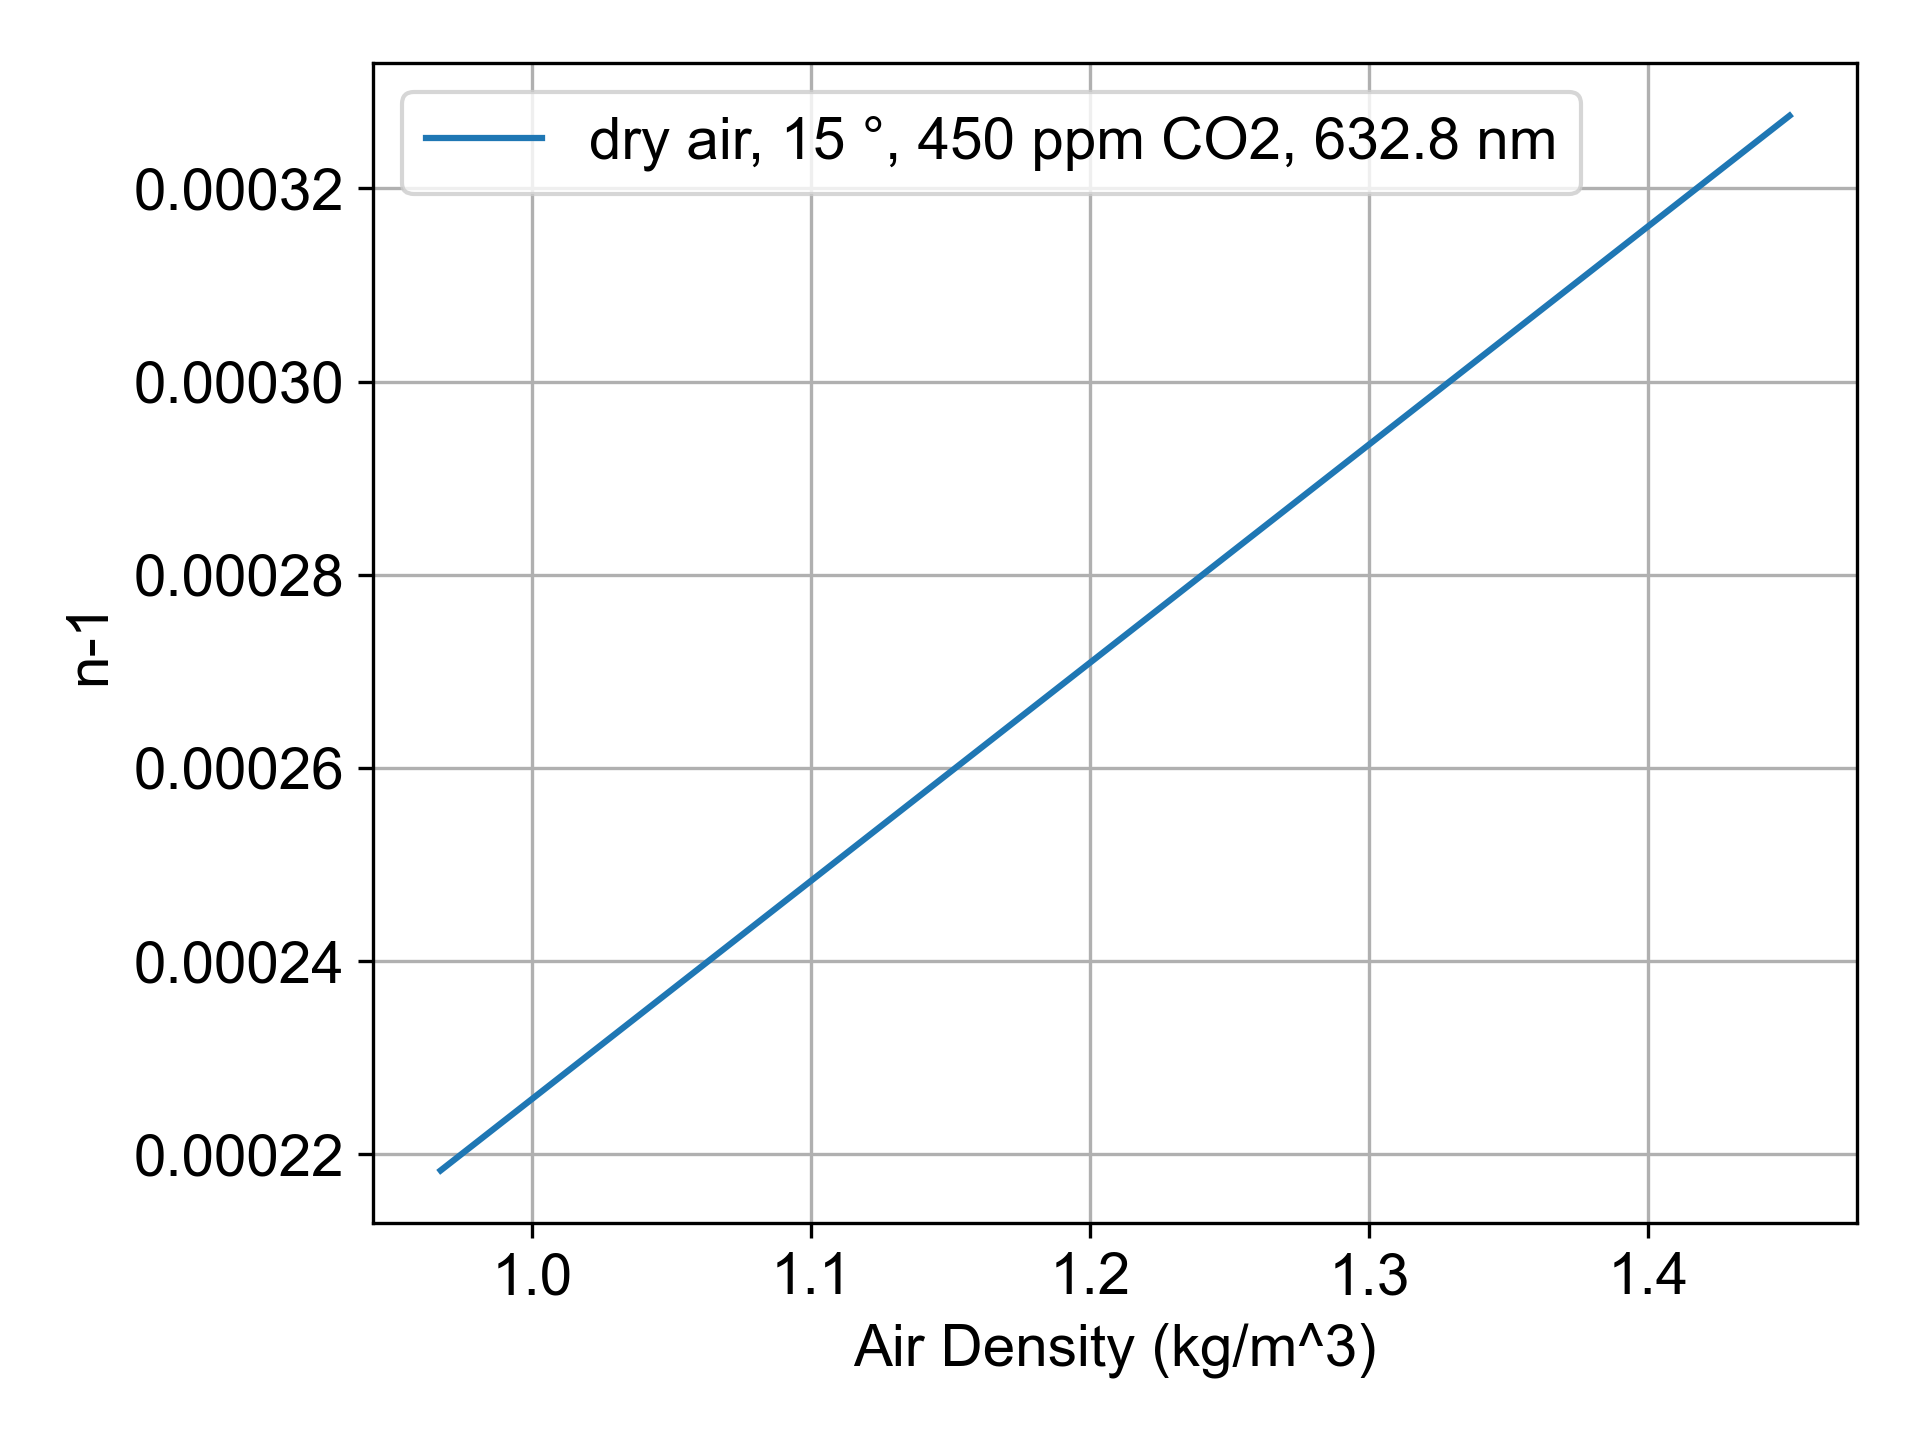 dry air, 15 °, 450 ppm CO2, 632.8 nm
0.00032
0.00030
0.00028
0.00026
0.00024
0.00022
n-1
1.0 1.1 1.2 1.3 1.4
Air Density (kg/m^3)